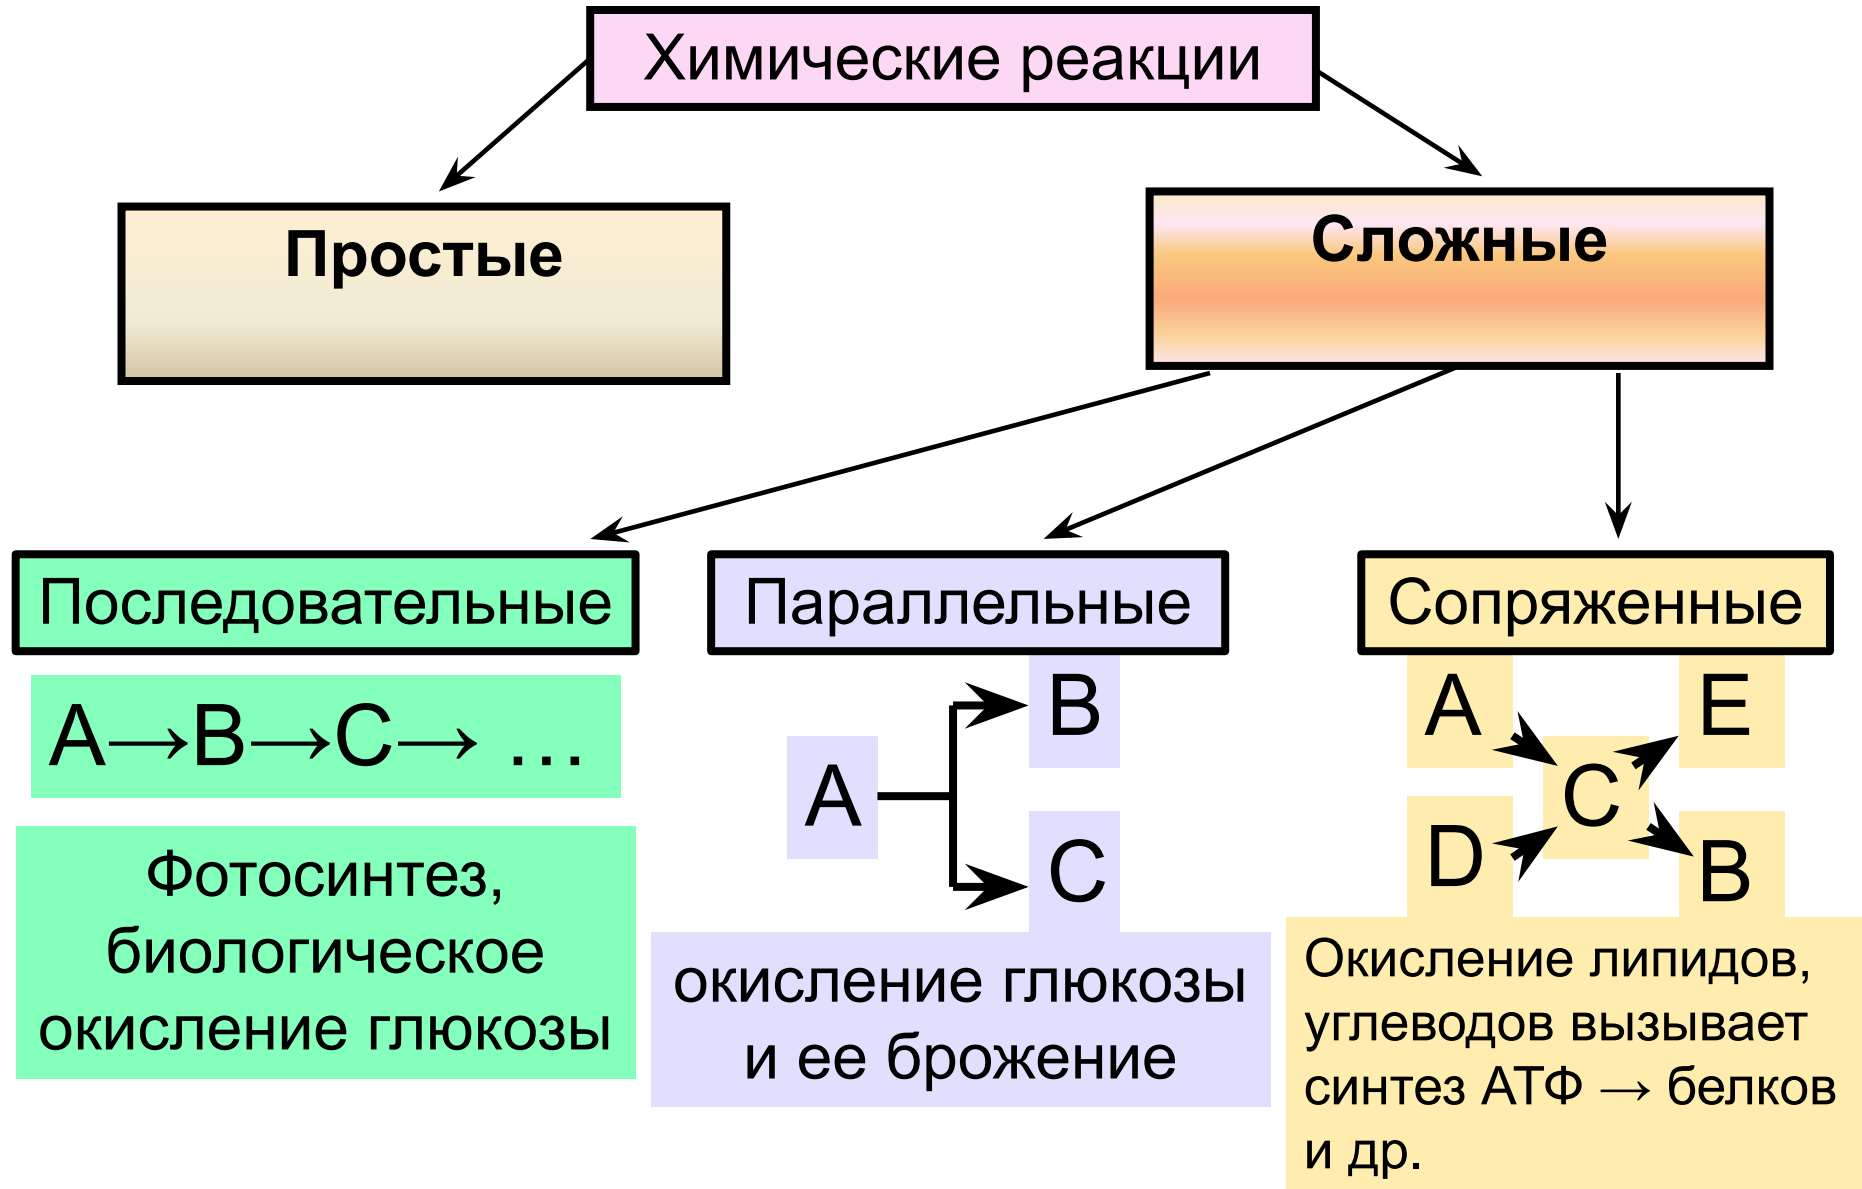 Химические реакции
Простые
Сложные
Последовательные
A→B→C→ …
Фотосинтез,
биологическое
окисление глюкозы
Параллельные
A
B
C
окисление глюкозы
и ее брожение
Сопряженные
A
E
C
D
B
Окисление липидов,
углеводов вызывает
синтез АТФ → белков
и др.